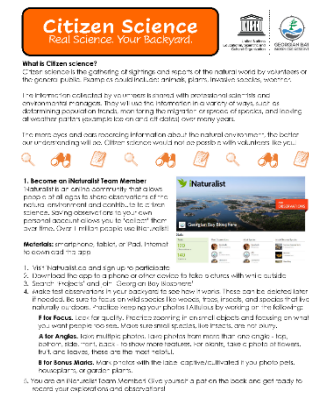 Citizen Science
Real Science. Your Backyard.
United Nations
Educational, Scientific and
Cultural Organization
GEORGIAN BAY
What is Citizen science?
Citizen science is the gathering of sightings and reports of the natural world by volunteers or
the general public. Examples could include: animals, plants, invasive species, weather.
The information collected by volunteers is shared with professional scientists and
environmental managers. They will use the information in a variety of ways, such as
determining population trends, monitoring the migration or spread of species, and looking
at weather patterns (example ice on and off dates) over many years.
The more eyes and ears recording information about the natural environment, the better
our understanding will be. Citizen science would not be possible with volunteers like you.
1. Become an iNaturalist Team Member
iNaturalist is an online community that allows
people of all ages to share observations of the
natural environment and contribute to a citizen
science. Saving observations to your own
personal account allows you to "collect" them
over time. Over 1 million people use iNaturalist!
iNaturalist
Georgian Bay Biosphere
Materials: smartphone, tablet, or iPad, Internet
to download the app
1. Visit iNaturalist.ca and sign up to participate
2. Download the app to a phone or other device to take pictures with while outside
3. Search 'Projects' and join 'Georgian Bay Biosphere'
4. Make test observations in your backyard to see how it works. These can be deleted later
if needed. Be sure to focus on wild species like weeds, trees, insects, and species that live
naturally outdoors. Practice keeping your photos FABulous by working on the following:
F for Focus. Look for quality. Practice zooming in on small objects and focusing on what
you want people to see. Make sure small species, like insects, are not blurry.
A for Angles. Take multiple photos. Take photos from more than one angle - top,
bottom, side, front, back - to show more features. For plants, take a photo of flowers,
fruit, and leaves, these are the most helpful.
B for Bonus Marks. Mark photos with the label captive/cultivated if you photo pets,
houseplants, or garden plants.
5. You are an iNaturalist Team Member! Give yourself a pat on the back and get ready to
record your explorations and observations!